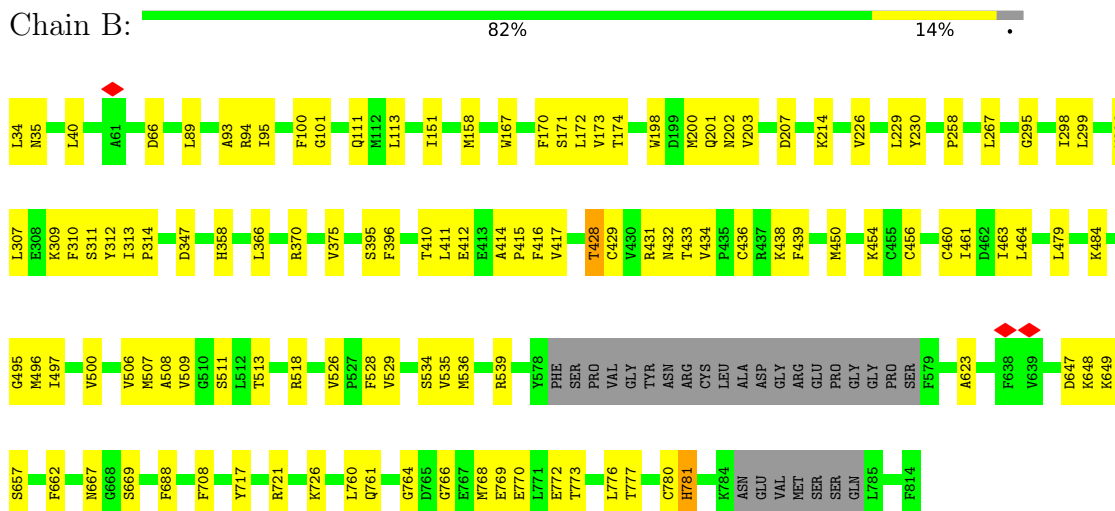 Chain B:
82% 14% •
L34 N35 L40 A61 D66 L89 A93 R94 I95 F100 G101 Q111 M112 L113 I151 M158 W167 F170 S171 L172 V173 T174 W198 D199 M200 Q201 N202 V203 D207 K214 V226 L229 Y230 P258 L267 G295 I298 L299
L307 E308 K309 F310 S311 Y312 I313 P314 D347 H358 L366 R370 V375 S395 F396 T410 L411 E412 E413 A414 P415 F416 V417 T428 C429 V430 R431 N432 T433 V434 P435 C436 R437 K438 F439 M450 K454 C455 C456 C460 I461 D462 I463 L464 L479 K484
G495 M496 I497 V500 V506 M507 A508 V509 G510 S511 L512 T513 R518 V526 P527 F528 V529 S534 V535 M536 R539 Y578 PHE SER PRO VAL GLY TYR ASN ARG CYS LEU ALA ASP GLY ARG GLU PRO GLY GLY PRO SER F579 A623 F638 V639 D647 K648 K649
S657 F662 N667 G668 S669 F688 F708 Y717 R721 K726 L760 Q761 G764 D765 G766 E767 M768 E769 E770 L771 E772 T773 L776 T777 C780 H781 K784 ASN GLU VAL MET SER SER GLN L785 F814